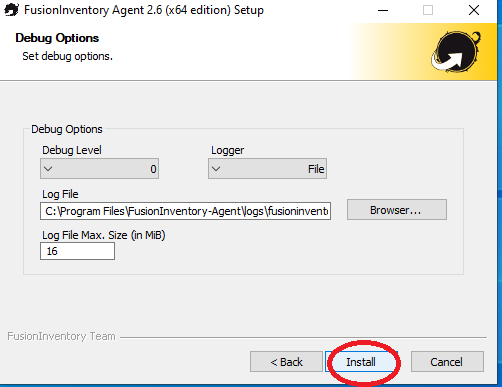 FusionInventory Agent 2.6 (x64 edition) Setup
Debug Options
Set debug options.
Debug Options
Debug Level
Logger
0
File
Log File
C:\Program Files\FusionInventory-Agent\logs\fusioninvent
Browser...
Log File Max. Size (in MiB)
16
FusionInventory Team
< Back
Install
Cancel